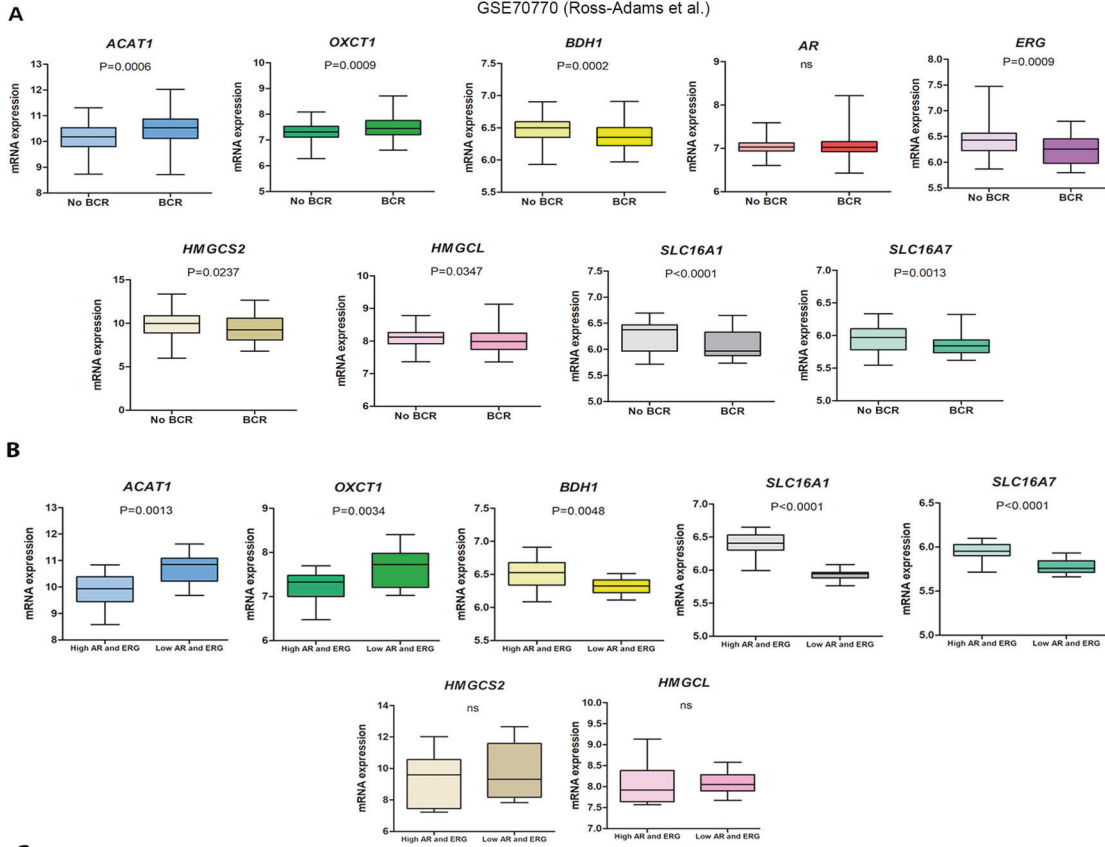 GSE70770 (Ross-Adams et al.)
A
ACAT1
P=0.0006
mRNA expression
13
12
11
10
9
8
No BCR
BCR
OXCT1
P=0.0009
mRNA expression
10
9
8
7
6
5
No BCR
BCR
BDH1
P=0.0002
mRNA expression
7.5
7.0
6.5
6.0
5.5
No BCR
BCR
AR
ns
mRNA expression
9
8
7
6
No BCR
BCR
ERG
P=0.0009
mRNA expression
8.0
7.5
7.0
6.5
6.0
5.5
No BCR
BCR
HMGCS2
P=0.0237
mRNA expression
15
10
5
0
No BCR
BCR
HMGCL
P=0.0347
mRNA expression
10
9
8
7
6
No BCR
BCR
SLC16A1
P<0.0001
mRNA expression
7.5
7.0
6.5
6.0
5.5
5.0
No BCR
BCR
SLC16A7
P=0.0013
mRNA expression
7.0
6.5
6.0
5.5
5.0
No BCR
BCR
B
ACAT1
P=0.0013
mRNA expression
13
12
11
10
9
8
High AR and ERG
Low AR and ERG
OXCT1
P=0.0034
mRNA expression
9
8
7
6
High AR and ERG
Low AR and ERG
BDH1
P=0.0048
mRNA expression
7.5
7.0
6.5
6.0
5.5
High AR and ERG
Low AR and ERG
SLC16A1
P<0.0001
mRNA expression
7.0
6.5
6.0
5.5
5.0
High AR and ERG
Low AR and ERG
SLC16A7
P<0.0001
mRNA expression
6.5
6.0
5.5
5.0
High AR and ERG
Low AR and ERG
HMGCS2
ns
mRNA expression
14
12
10
8
6
High AR and ERG
Low AR and ERG
HMGCL
ns
mRNA expression
10.0
9.5
9.0
8.5
8.0
7.5
7.0
High AR and ERG
Low AR and ERG